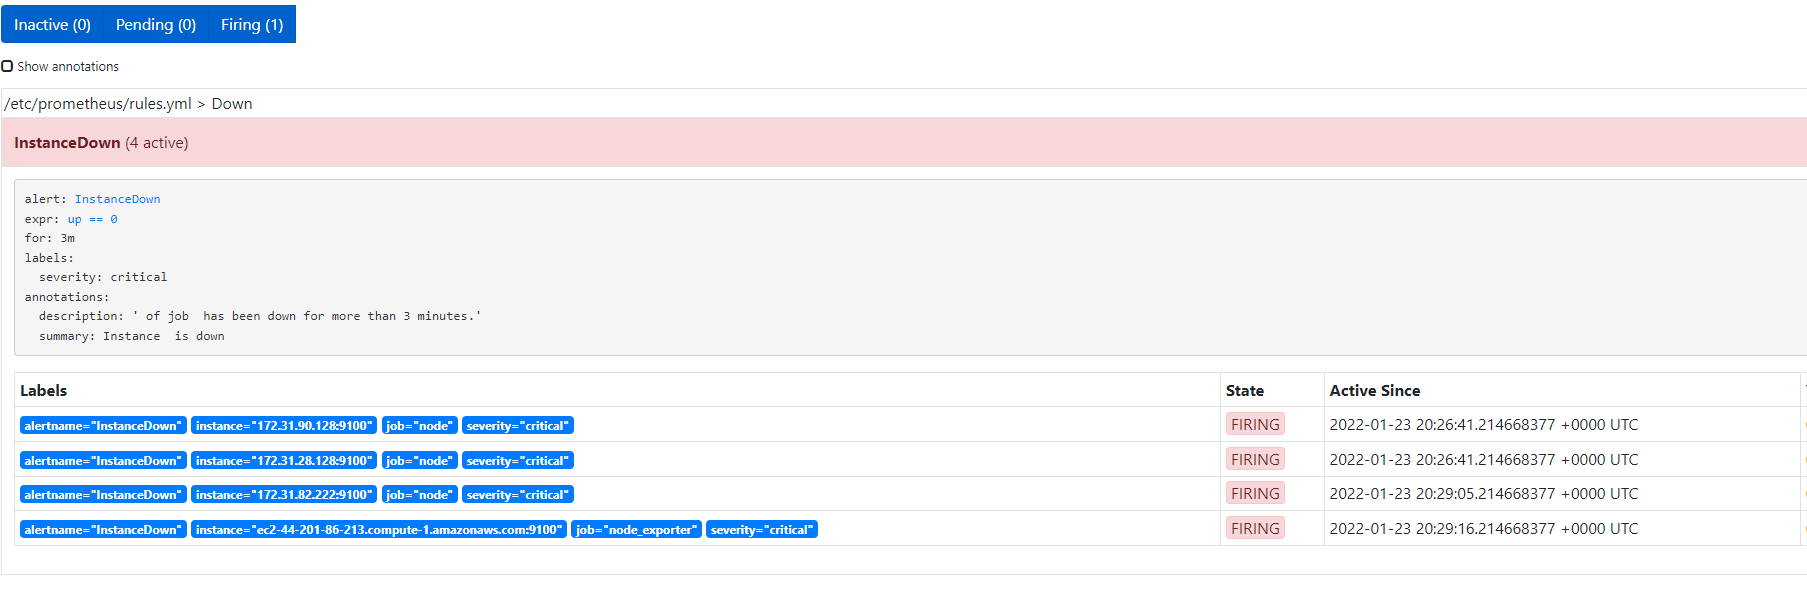 Inactive (0) Pending (0) Firing (1)
Show annotations
/etc/prometheus/rules.yml > Down
InstanceDown (4 active)
alert: InstanceDown
expr: up == 0
for: 3m
labels:
  severity: critical
annotations:
  description: ' of job  has been down for more than 3 minutes.'
  summary: Instance  is down
Labels State Active Since
alertname="InstanceDown" instance="172.31.90.128:9100" job="node" severity="critical" FIRING 2022-01-23 20:26:41.214668377 +0000 UTC
alertname="InstanceDown" instance="172.31.28.128:9100" job="node" severity="critical" FIRING 2022-01-23 20:26:41.214668377 +0000 UTC
alertname="InstanceDown" instance="172.31.82.222:9100" job="node" severity="critical" FIRING 2022-01-23 20:29:05.214668377 +0000 UTC
alertname="InstanceDown" instance="ec2-44-201-86-213.compute-1.amazonaws.com:9100" job="node_exporter" severity="critical" FIRING 2022-01-23 20:29:16.214668377 +0000 UTC